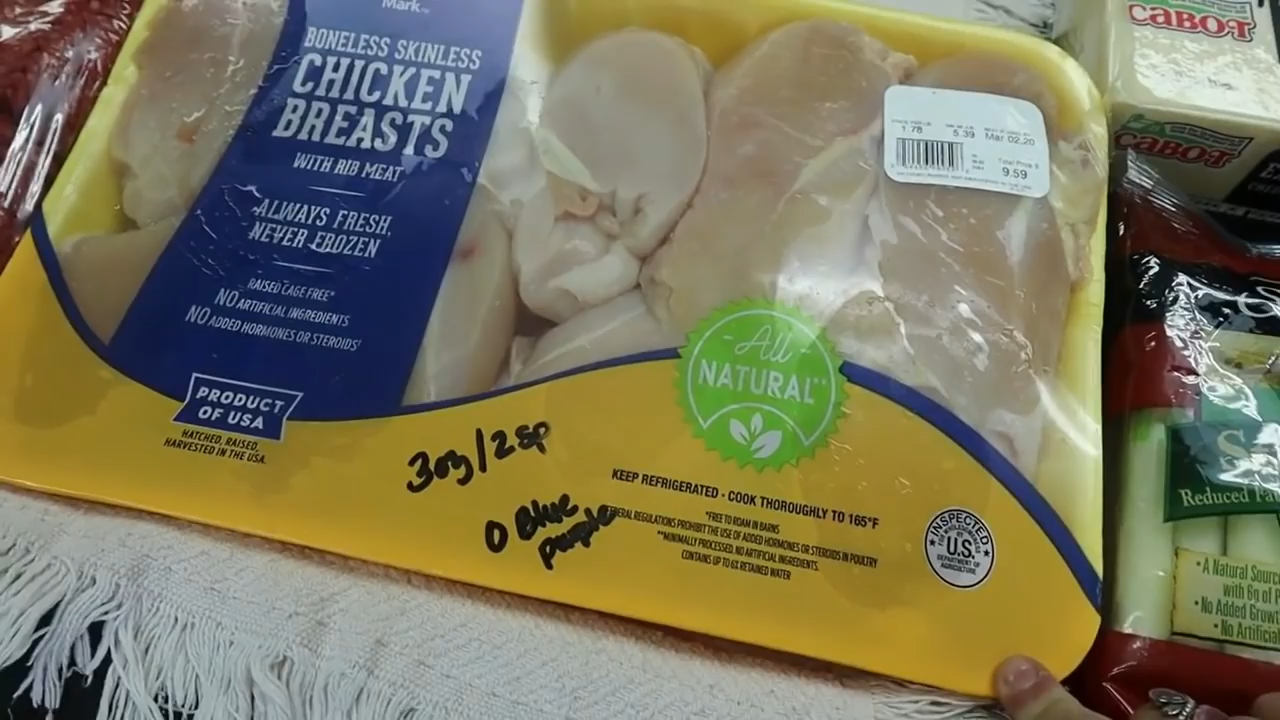 Mark™
BONELESS SKINLESS
CHICKEN
BREASTS
WITH RIB MEAT
ALWAYS FRESH,
NEVER FROZEN
RAISED CAGE FREE*
NO ARTIFICIAL INGREDIENTS
NO ADDED HORMONES OR STEROIDS†
PRODUCT
OF USA
HATCHED, RAISED,
HARVESTED IN THE USA.
3oz/2sp
0 Blue
purple
All
NATURAL**
KEEP REFRIGERATED - COOK THOROUGHLY TO 165°F
*FREE TO ROAM IN BARNS
FEDERAL REGULATIONS PROHIBIT THE USE OF ADDED HORMONES OR STEROIDS IN POULTRY
**MINIMALLY PROCESSED. NO ARTIFICIAL INGREDIENTS.
CONTAINS UP TO 6% RETAINED WATER
INSPECTED
U.S.
DEPARTMENT OF
AGRICULTURE
1.78
5.39
Mar 02.20
Total Price $
9.59
CABOT
CABOT
S
Reduced Fa
• A Natural Sourc
with 6g of P
• No Added Growt
• No Artificia